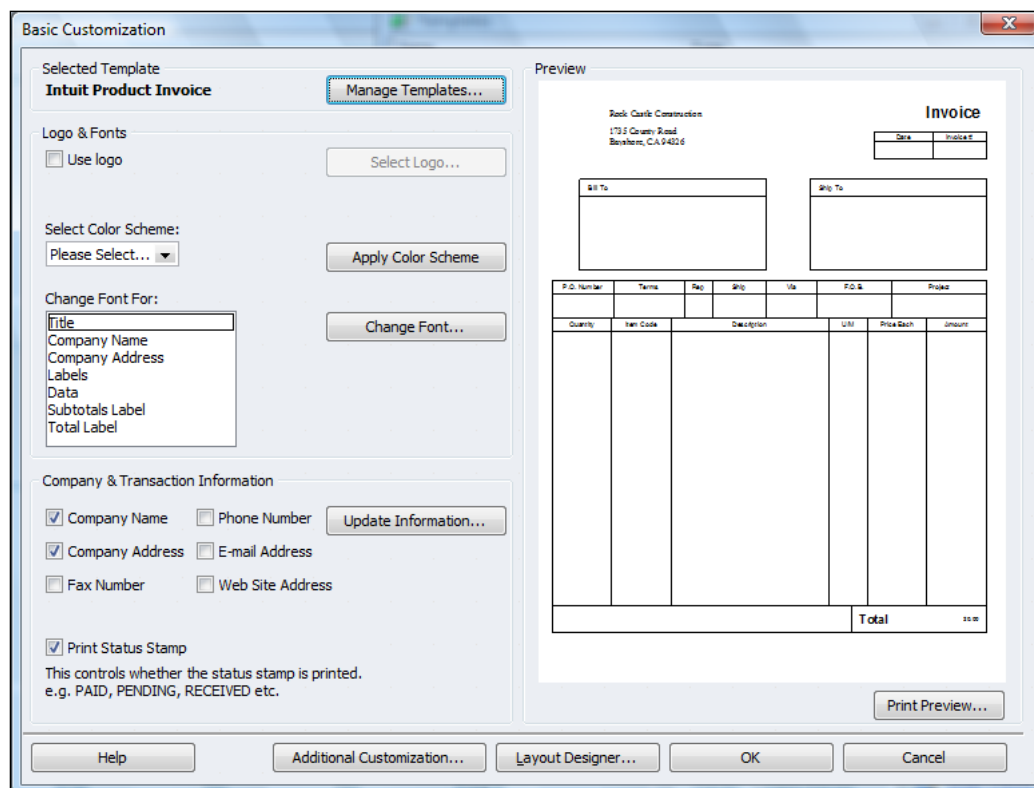 Basic Customization
Selected Template
Intuit Product Invoice
Manage Templates...
Logo & Fonts
Use logo
Select Logo...
Select Color Scheme:
Please Select...
Apply Color Scheme
Change Font For:
Change Font...
Title
Company Name
Company Address
Labels
Data
Subtotals Label
Total Label
Company & Transaction Information
Company Name
Phone Number
Update Information...
Company Address
E-mail Address
Fax Number
Web Site Address
Print Status Stamp
This controls whether the status stamp is printed.
e.g. PAID, PENDING, RECEIVED etc.
Preview
Rock Castle Construction
1735 County Road
Bayshore, CA 94326
Invoice
Date Invoice #
Bill To
Ship To
P.O. Number Terms Rep Ship Via F.O.B. Project
Quantity Item Code Description U/M Price Each Amount
Total
Print Preview...
Help
Additional Customization...
Layout Designer...
OK
Cancel